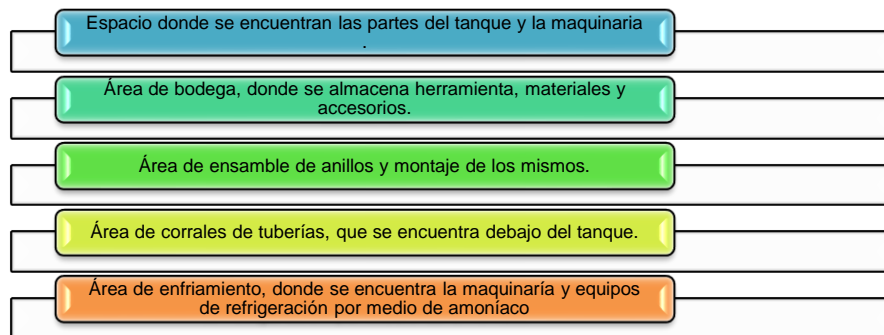 Espacio donde se encuentran las partes del tanque y la maquinaria
.
Área de bodega, donde se almacena herramienta, materiales y
accesorios.
Área de ensamble de anillos y montaje de los mismos.
Área de corrales de tuberías, que se encuentra debajo del tanque.
Área de enfriamiento, donde se encuentra la maquinaría y equipos
de refrigeración por medio de amoníaco